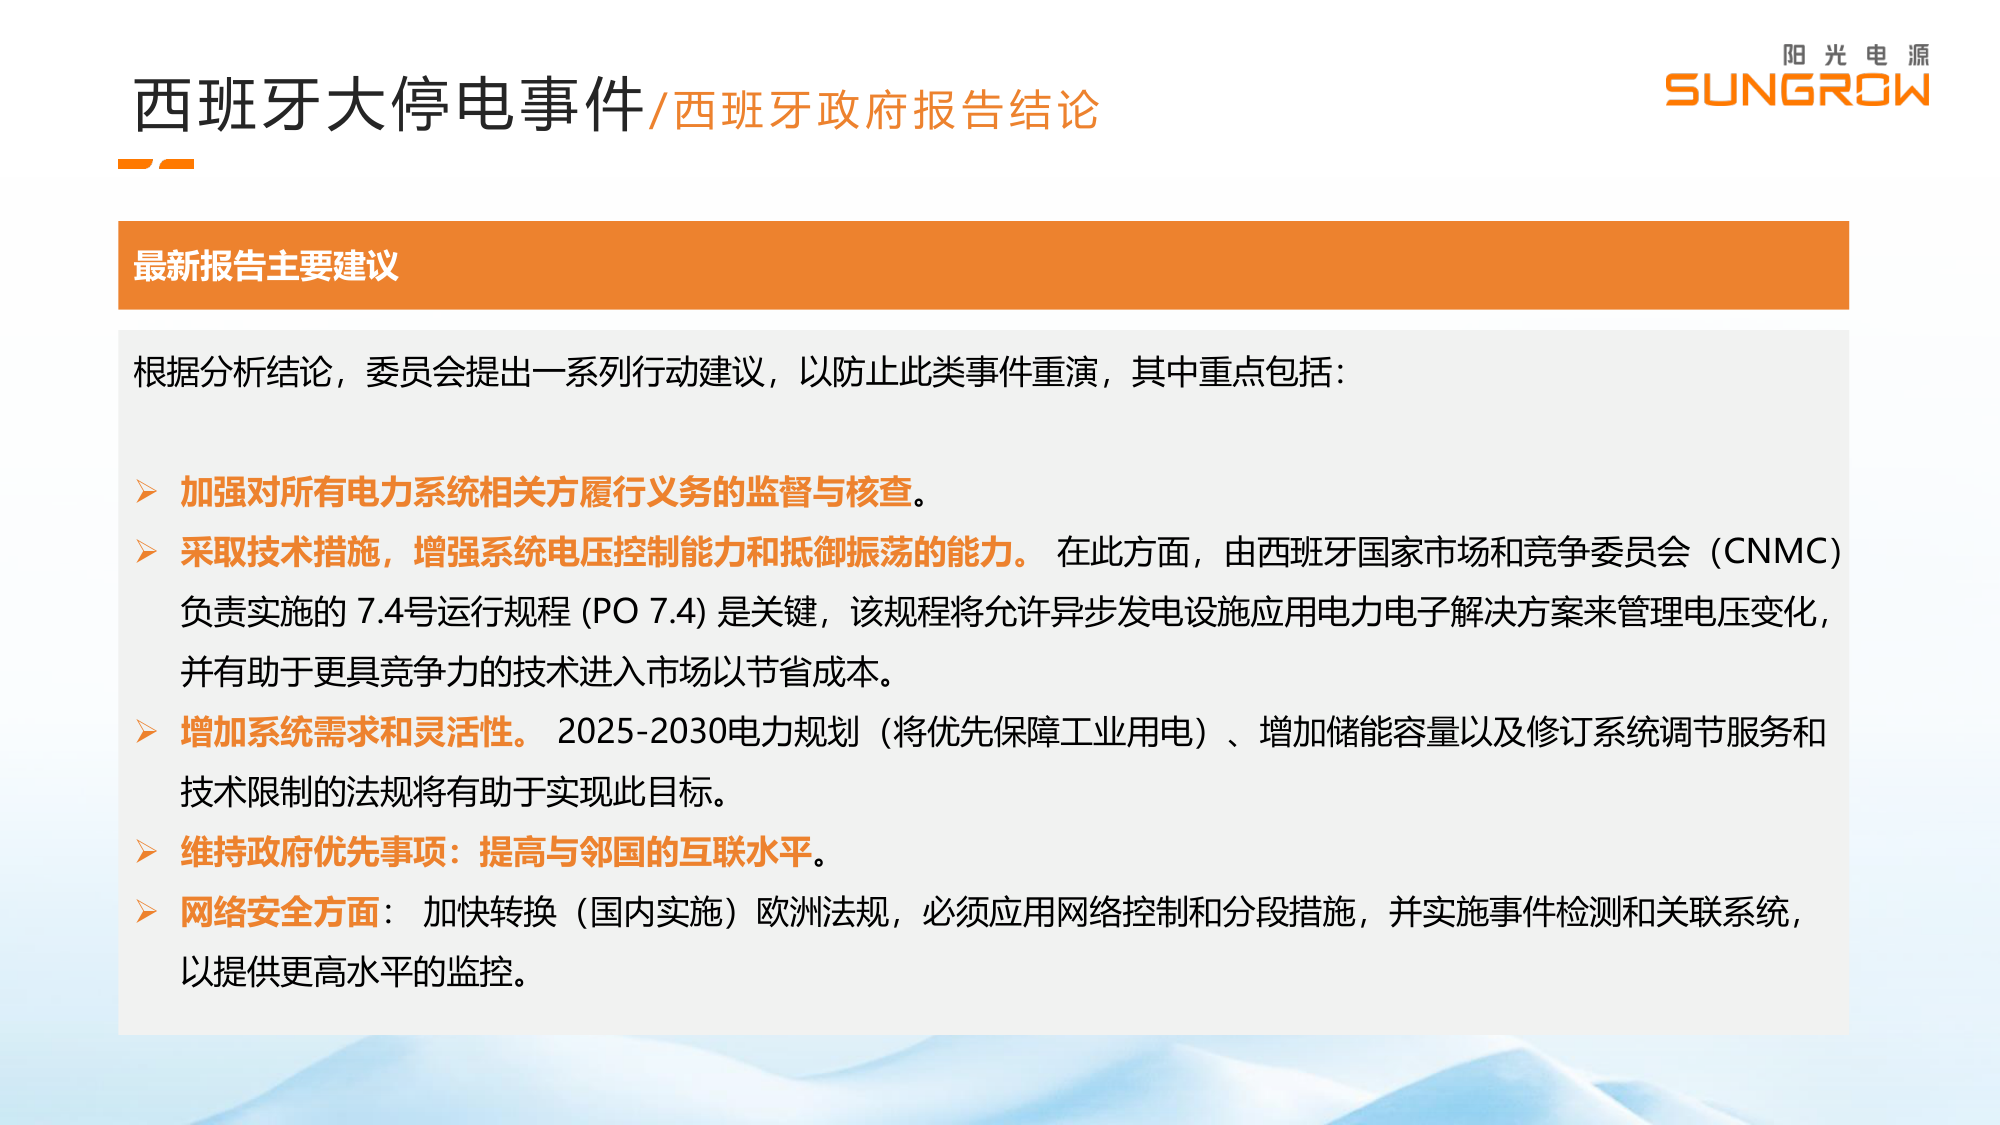 阳光电源
SUNGROW
西班牙大停电事件/西班牙政府报告结论
最新报告主要建议
根据分析结论，委员会提出一系列行动建议，以防止此类事件重演，其中重点包括：
➢ 加强对所有电力系统相关方履行义务的监督与核查。
➢ 采取技术措施，增强系统电压控制能力和抵御振荡的能力。 在此方面，由西班牙国家市场和竞争委员会（CNMC）
负责实施的 7.4号运行规程 (PO 7.4) 是关键，该规程将允许异步发电设施应用电力电子解决方案来管理电压变化，
并有助于更具竞争力的技术进入市场以节省成本。
➢ 增加系统需求和灵活性。 2025-2030电力规划（将优先保障工业用电）、增加储能容量以及修订系统调节服务和
技术限制的法规将有助于实现此目标。
➢ 维持政府优先事项：提高与邻国的互联水平。
➢ 网络安全方面： 加快转换（国内实施）欧洲法规，必须应用网络控制和分段措施，并实施事件检测和关联系统，
以提供更高水平的监控。